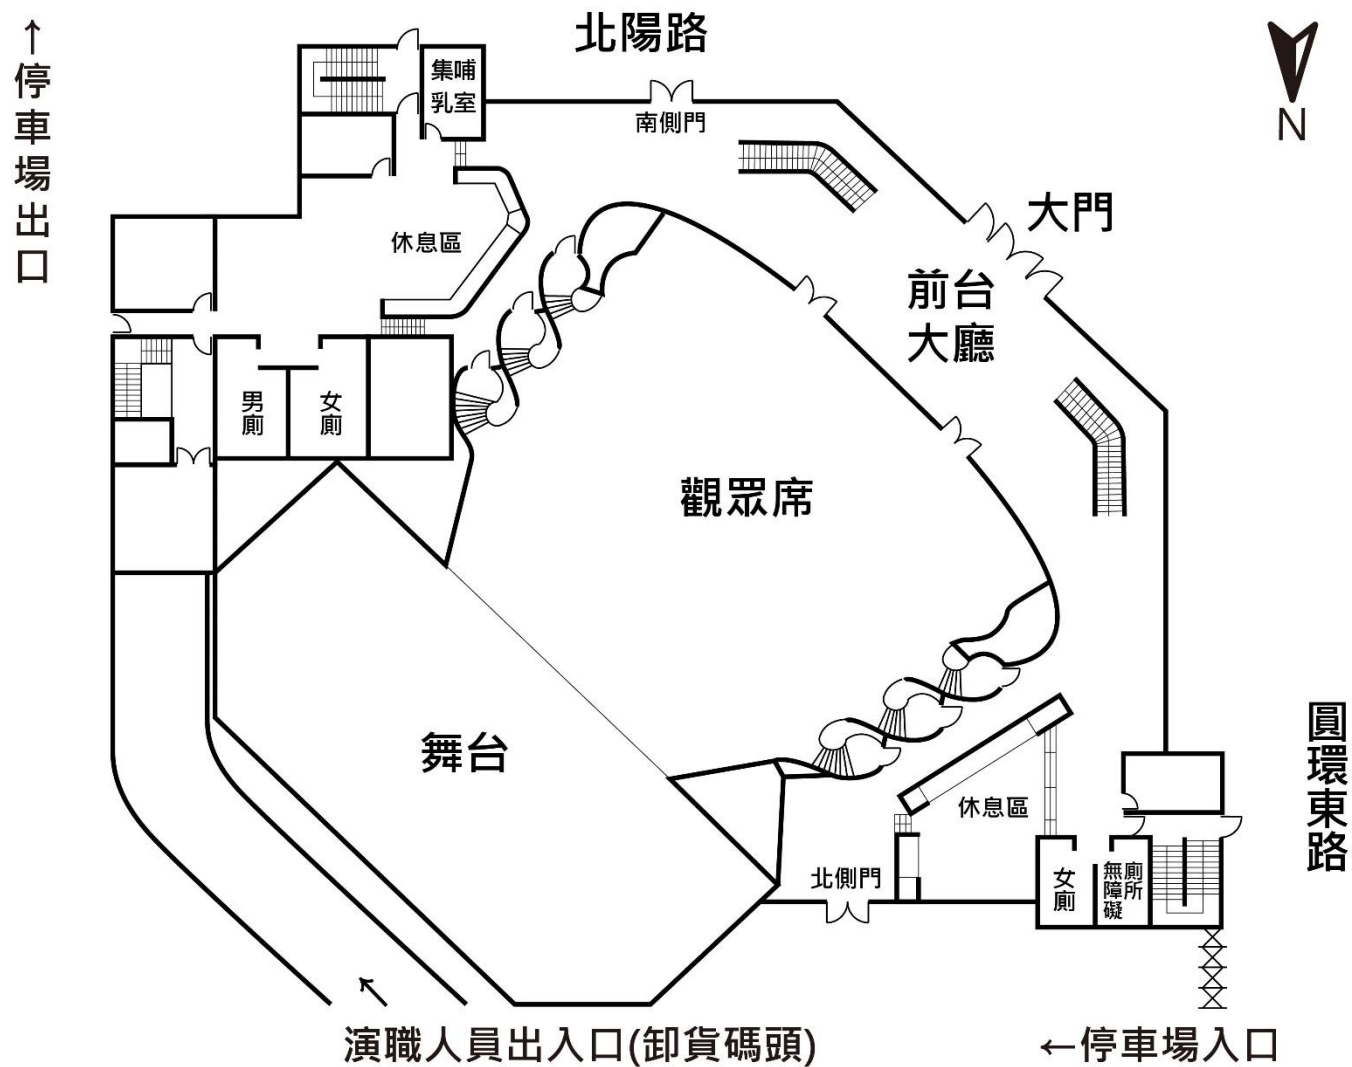 北陽路
↑停車場出口
N
集哺
乳室
南側門
大門
休息區
前台
大廳
男廁
女廁
觀眾席
舞台
圓環東路
休息區
北側門
女廁
無障礙
廁所
演職人員出入口(卸貨碼頭)
←停車場入口